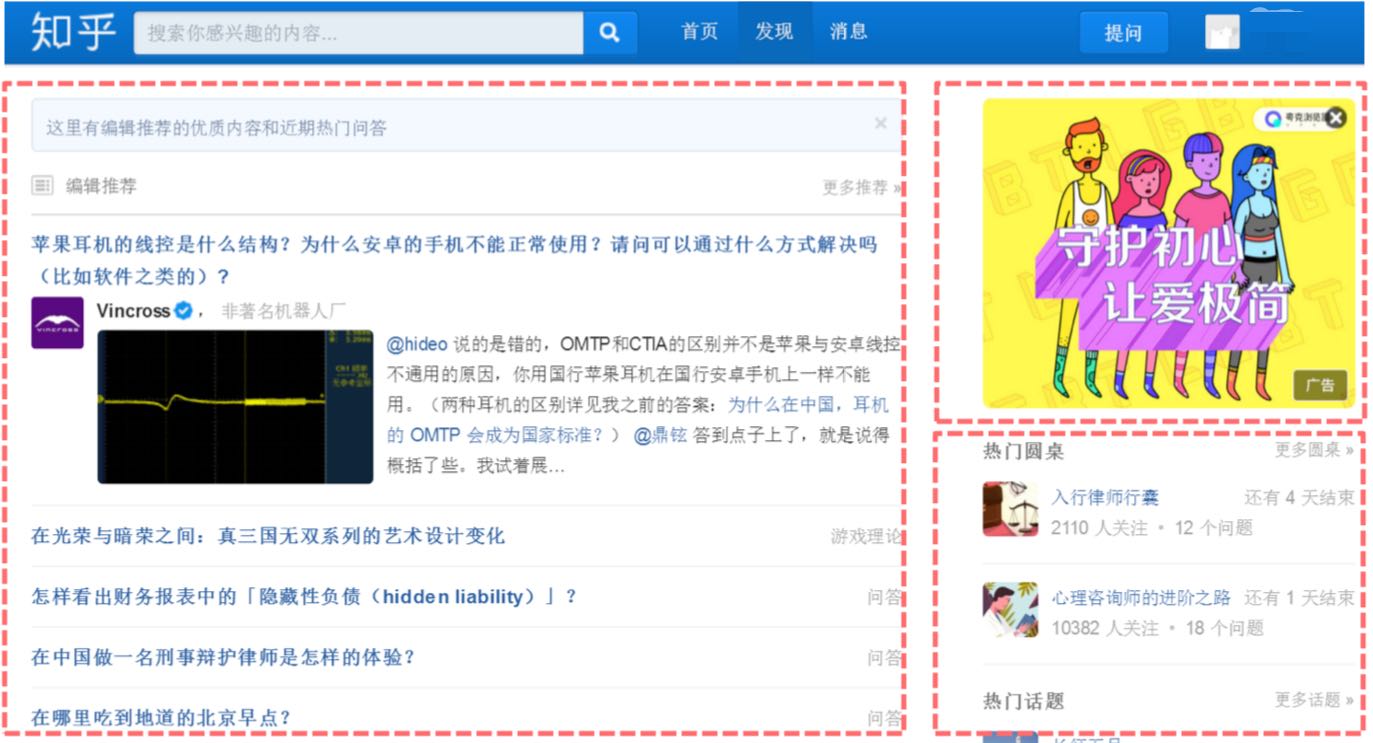 知乎
搜索你感兴趣的内容...
首页 发现 消息
提问
这里有编辑推荐的优质内容和近期热门问答
编辑推荐
更多推荐 »
苹果耳机的线控是什么结构？为什么安卓的手机不能正常使用？请问可以通过什么方式解决吗
（比如软件之类的）？
VINCROSS
Vincross ， 非著名机器人厂
@hideo 说的是错的，OMTP和CTIA的区别并不是苹果与安卓线控
不通用的原因，你用国行苹果耳机在国行安卓手机上一样不能
用。（两种耳机的区别详见我之前的答案：为什么在中国，耳机
的 OMTP 会成为国家标准？） @鼎铉 答到点子上了，就是说得
概括了些。我试着展...
在光荣与暗荣之间：真三国无双系列的艺术设计变化
游戏理论
怎样看出财务报表中的「隐藏性负债（hidden liability）」？
问答
在中国做一名刑事辩护律师是怎样的体验？
问答
在哪里吃到地道的北京早点？
问答
夸克浏览
守护初心
让爱极简
广告
热门圆桌
更多圆桌 »
入行律师行囊
还有 4 天结束
2110 人关注 • 12 个问题
心理咨询师的进阶之路
还有 1 天结束
10382 人关注 • 18 个问题
热门话题
更多话题 »